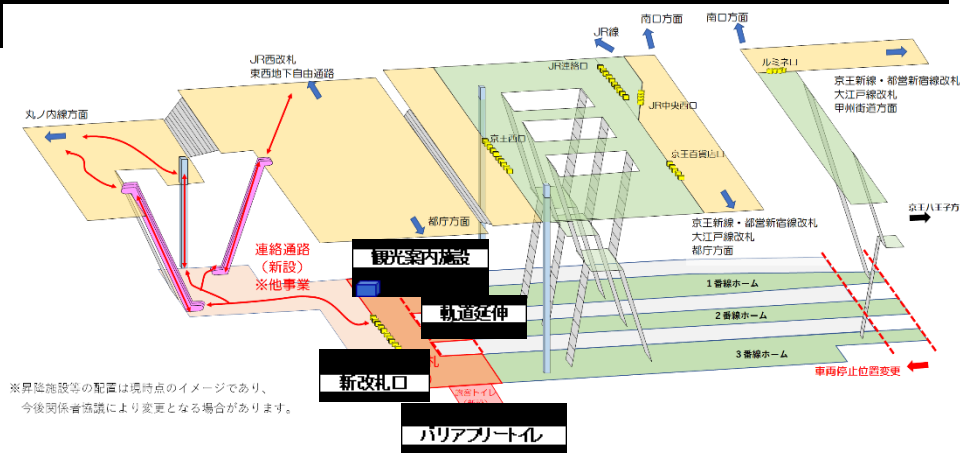 南口方面
南口方面
JR線
JR西改札
東西地下自由通路
JR連絡口
ルミネ口
京王新線・都営新宿線改札
大江戸線改札
甲州街道方面
丸ノ内線方面
JR中央西口
京王西口
京王百貨店口
京王八王子方
都庁方面
京王新線・都営新宿線改札
大江戸線改札
都庁方面
連絡通路
(新設)
※他事業
観光案内施設
1番線ホーム
軌道延伸
2番線ホーム
3番線ホーム
札
新改札口
車両停止位置変更
※昇降施設等の配置は現時点のイメージであり、
今後関係者協議により変更となる場合があります。
バリアフリートイレ